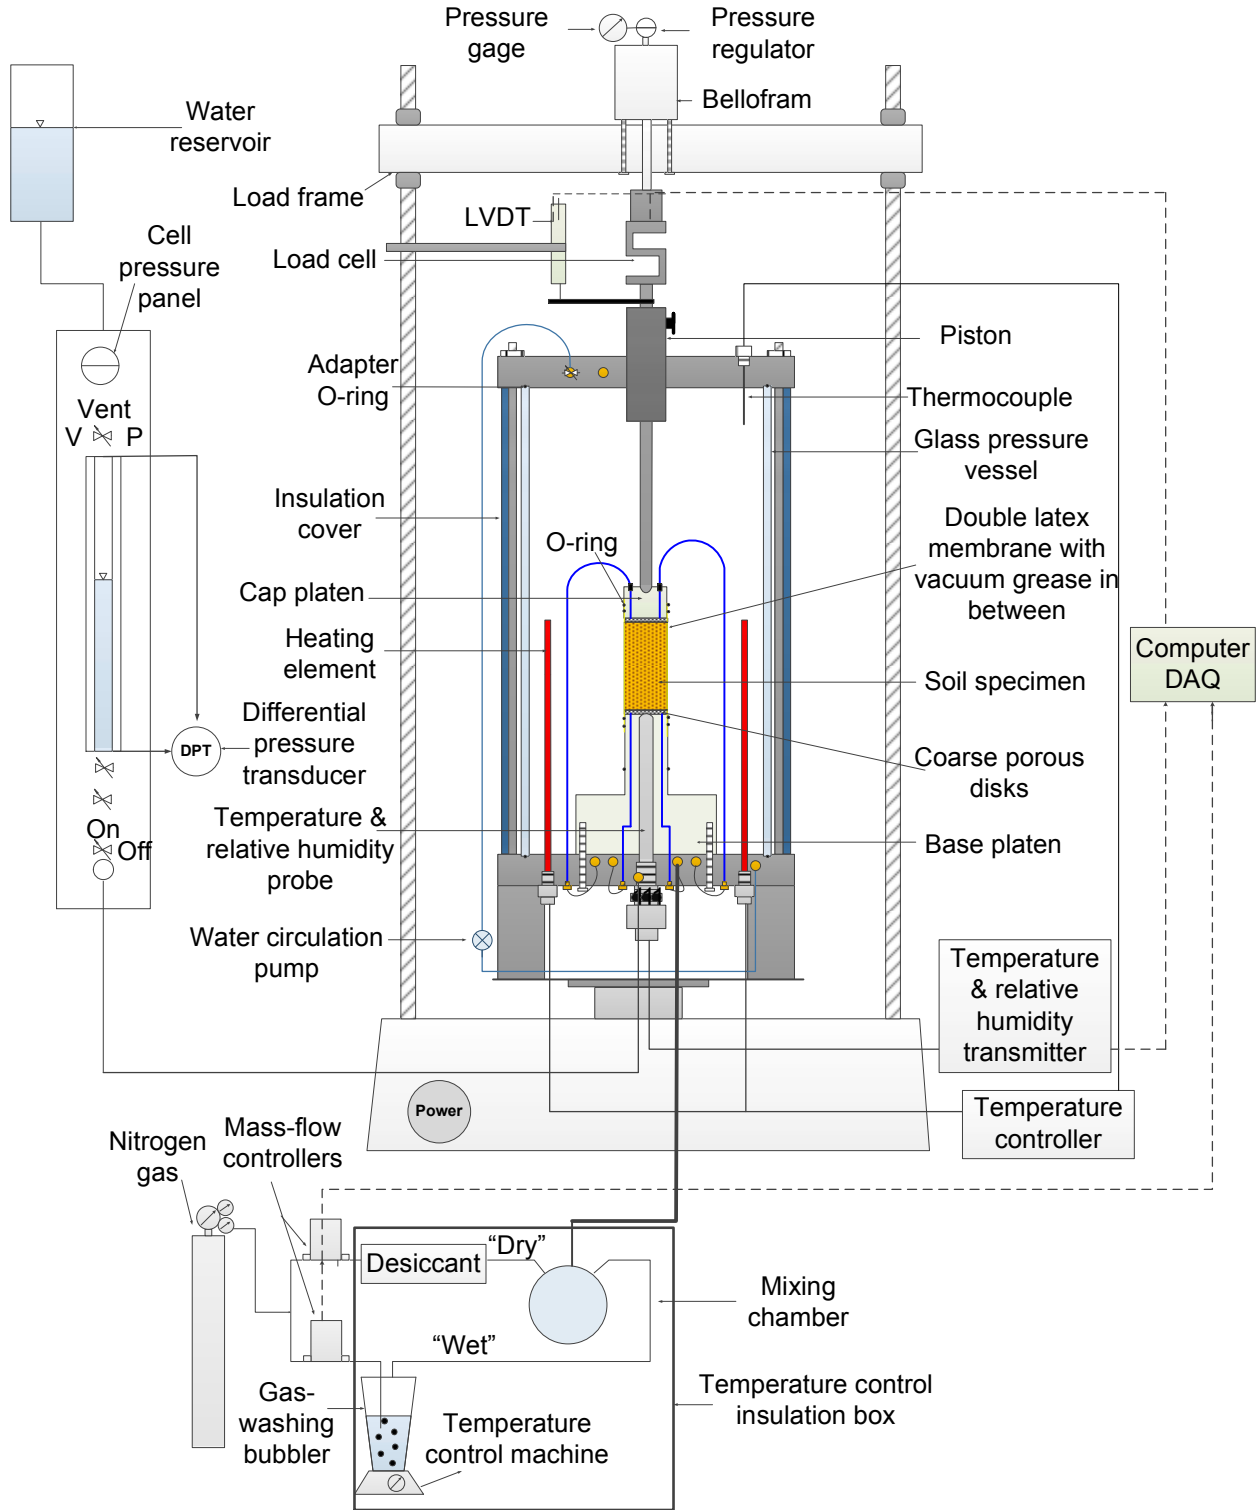 Pressure
gage
Pressure
regulator
Bellofram
Water
reservoir
Load frame
LVDT
Cell
pressure
panel
Load cell
Piston
Adapter
O-ring
Thermocouple
Vent
V
P
Glass pressure
vessel
Insulation
cover
Double latex
membrane with
vacuum grease in
between
O-ring
Cap platen
Heating
element
Computer
DAQ
Soil specimen
Differential
pressure
transducer
DPT
Coarse porous
disks
On
Off
Temperature &
relative humidity
probe
Base platen
Water circulation
pump
Temperature
& relative
humidity
transmitter
Power
Temperature
controller
Nitrogen
gas
Mass-flow
controllers
Desiccant
“Dry”
Mixing
chamber
“Wet”
Gas-
washing
bubbler
Temperature
control machine
Temperature control
insulation box